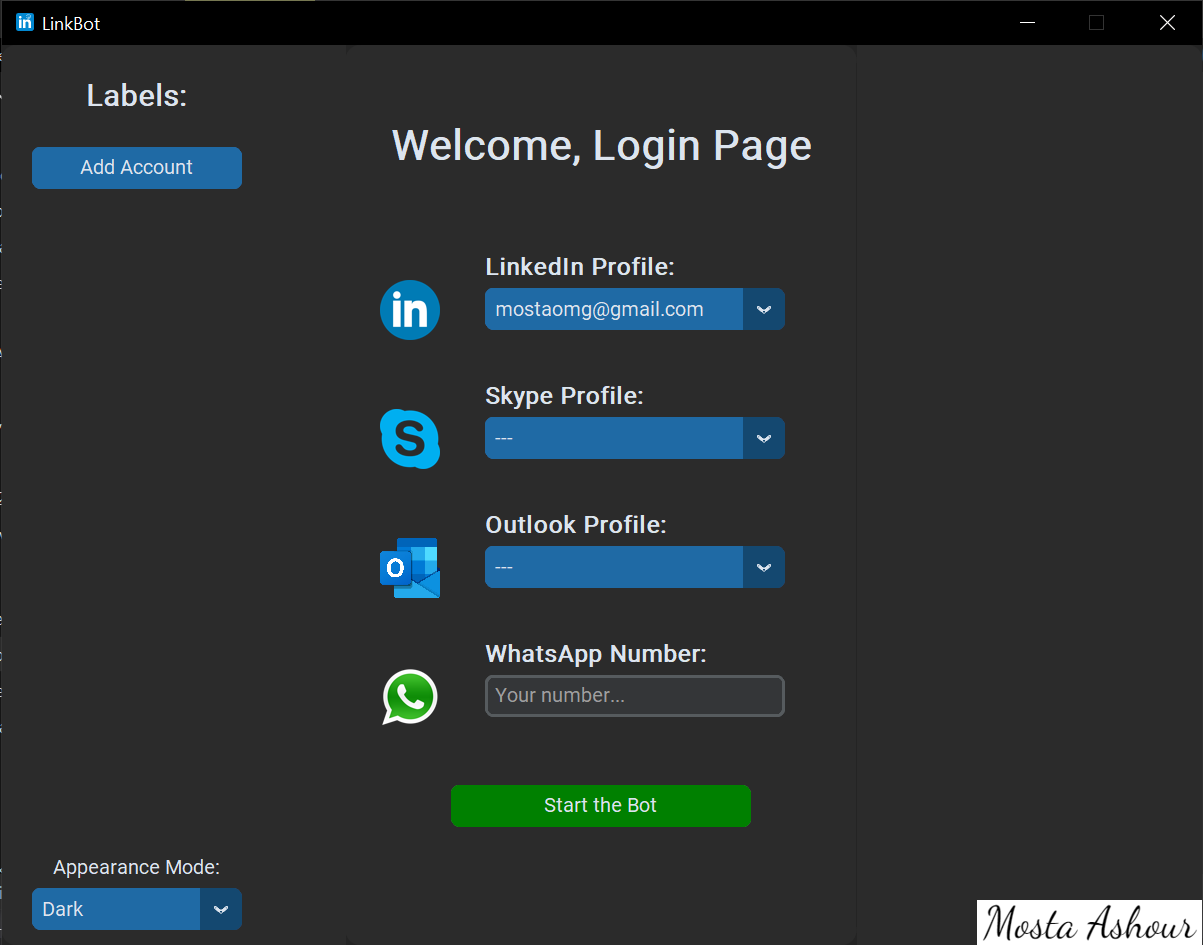 LinkBot
Labels:
Add Account
Welcome, Login Page
LinkedIn Profile:
in
mostaomg@gmail.com
Skype Profile:
S
---
Outlook Profile:
O
---
WhatsApp Number:
Your number...
Start the Bot
Appearance Mode:
Dark
Mosta Ashour